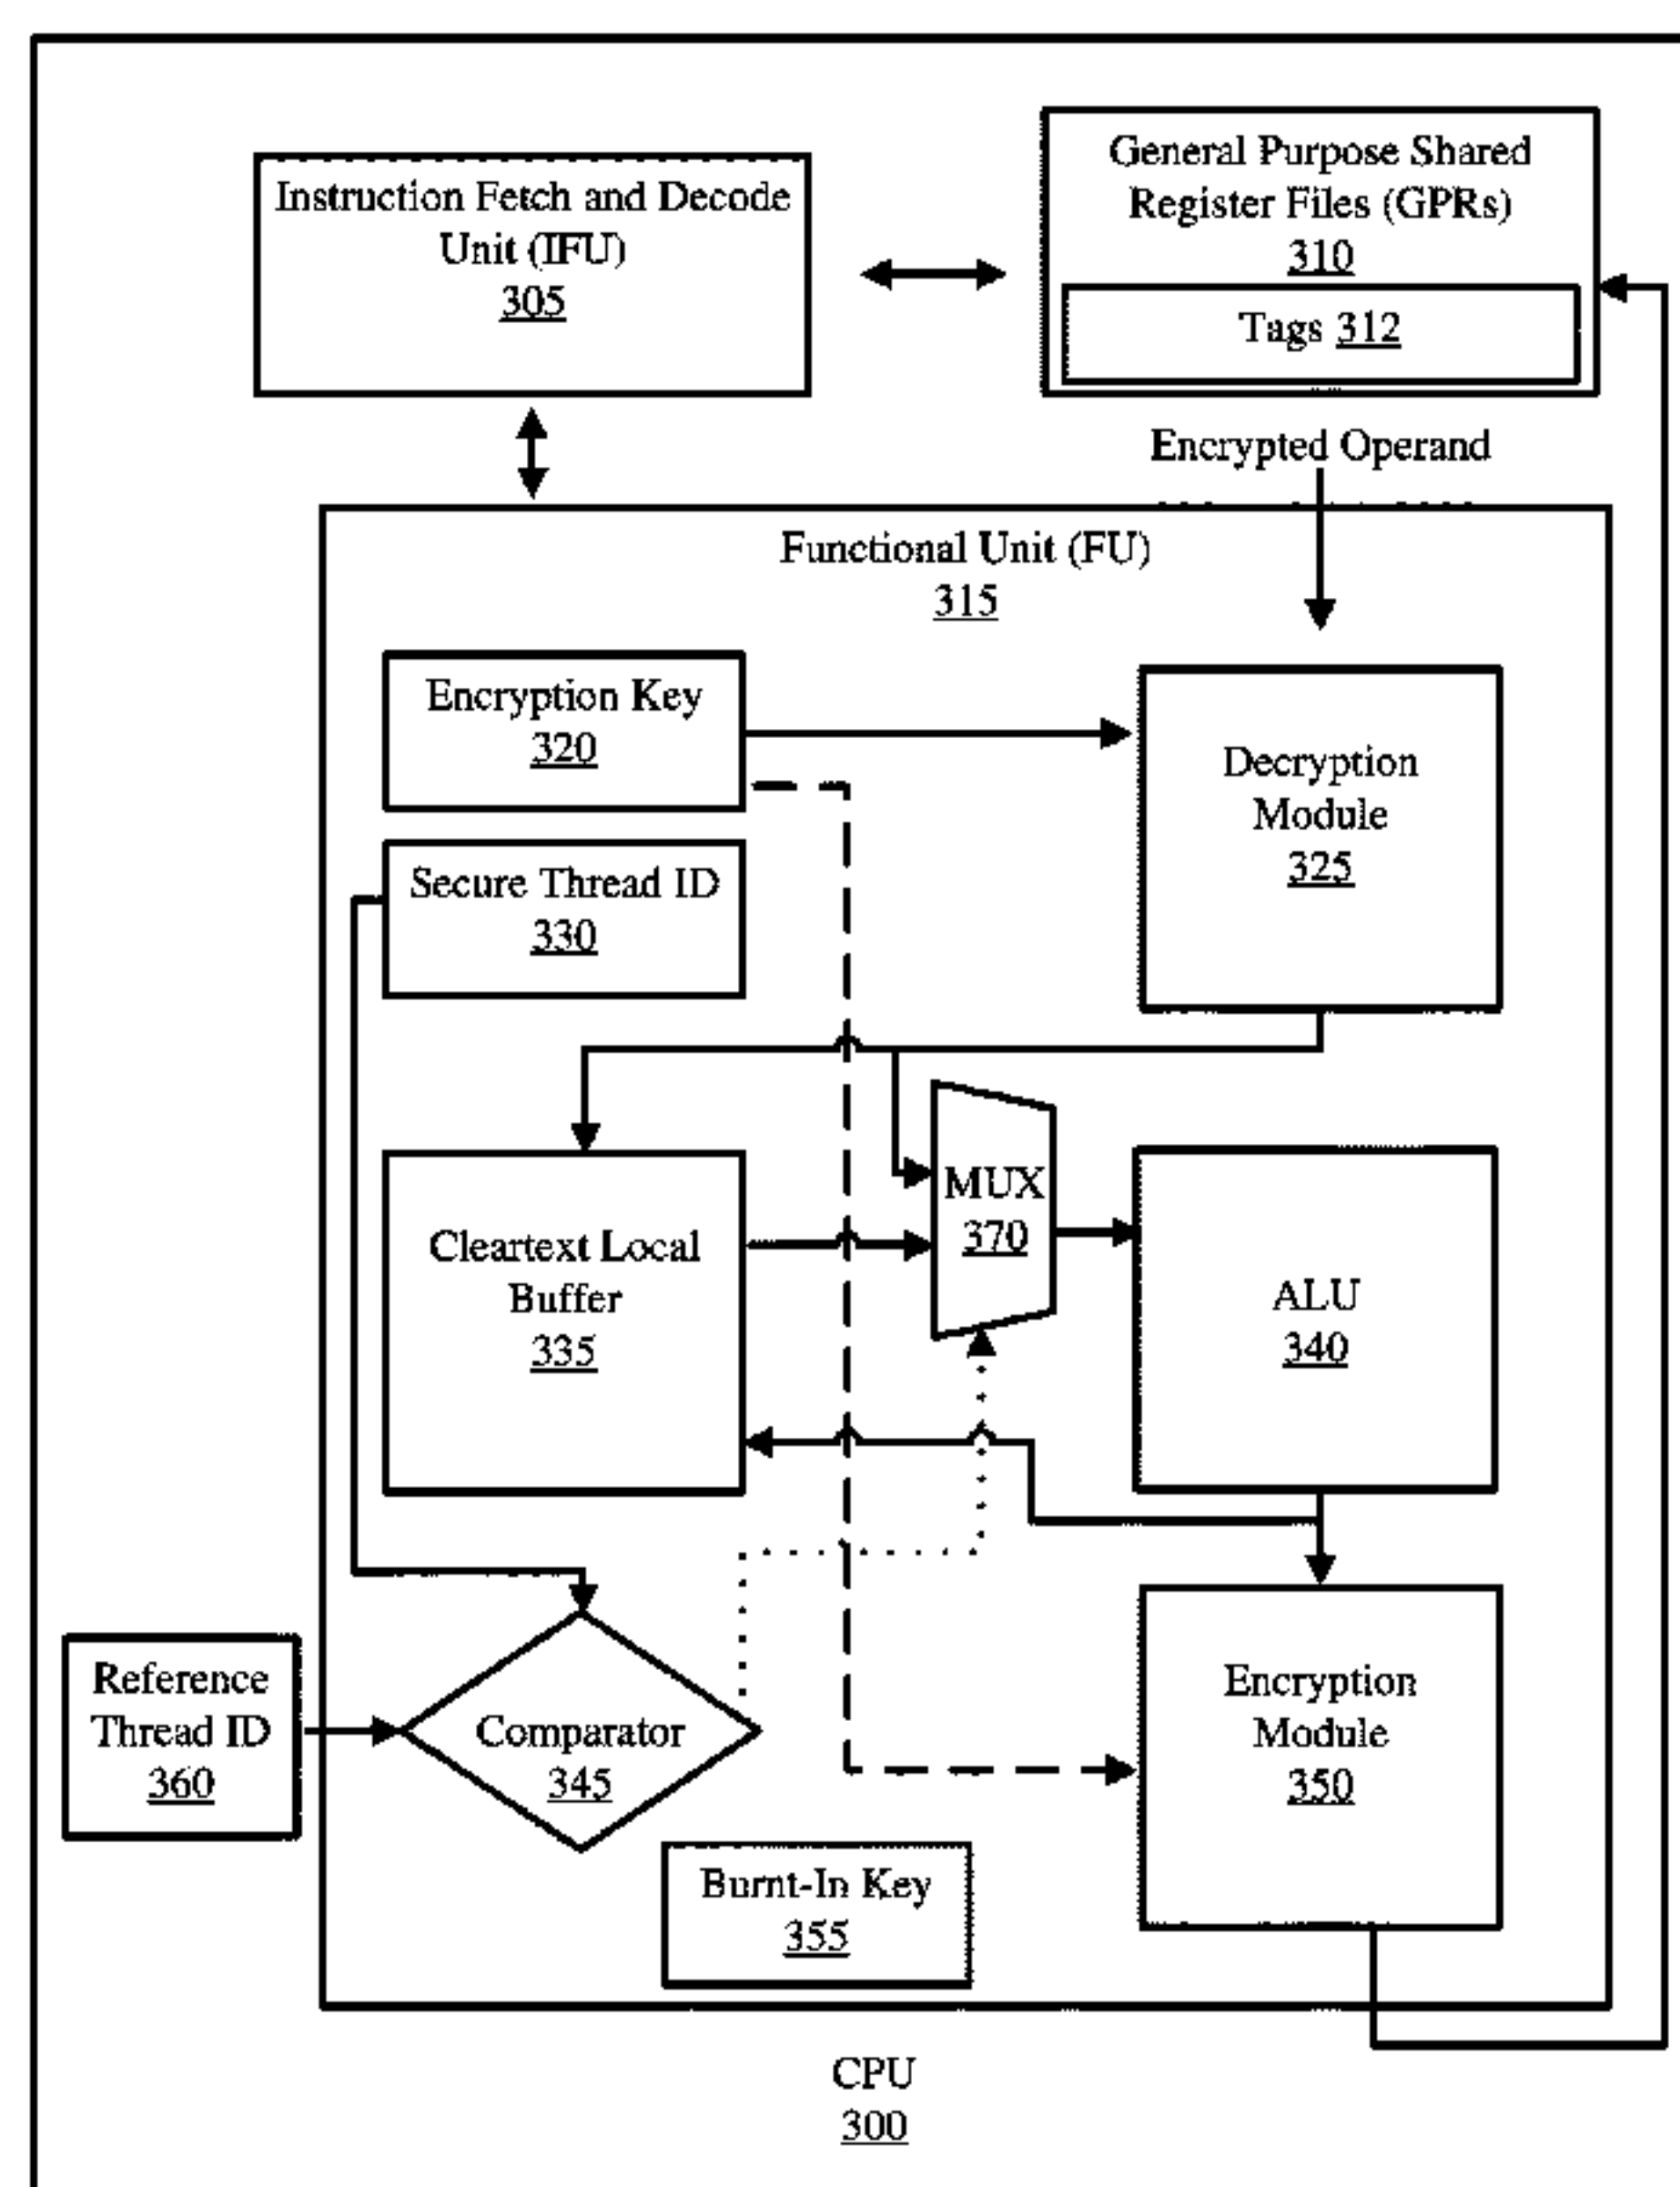 Instruction Fetch and Decode
Unit (IFU)
305
General Purpose Shared
Register Files (GPRs)
310
Tags 312
Encrypted Operand
Functional Unit (FU)
315
Encryption Key
320
Decryption
Module
325
Secure Thread ID
330
MUX
370
Cleartext Local
Buffer
335
ALU
340
Reference
Thread ID
360
Comparator
345
Encryption
Module
350
Burnt-In Key
355
CPU
300